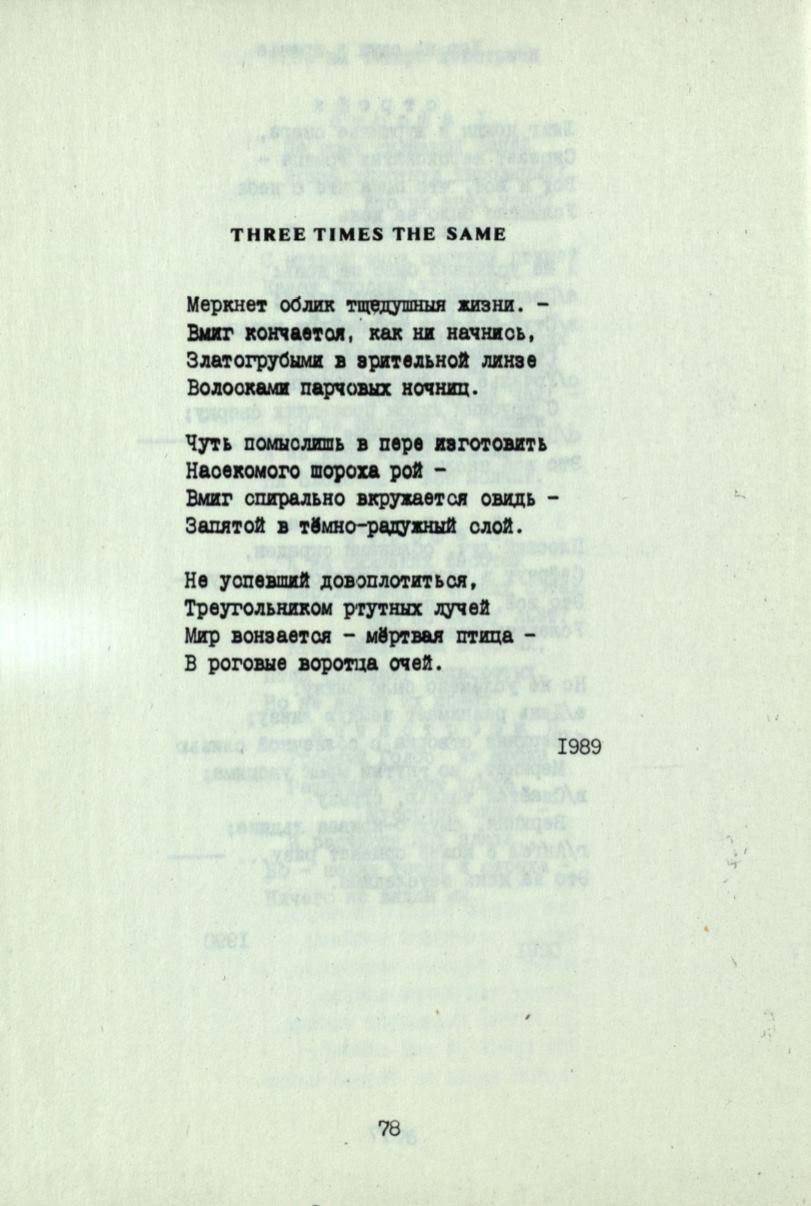 THREE TIMES THE SAME
Меркнет облик тщедушныя жизни. –
Вмиг кончается, как ни начнись,
Златогрубыми в зрительной линзе
Волосками парчовых ночниц.
Чуть помыслишь в пере изготовить
Насекомого шороха рой –
Вмиг спирально вкружается овидь –
Запятой в тёмно-радужный слой.
Не успевший довоплотиться,
Треугольником ртутных лучей
Мир вонзается – мёртвая птица –
В роговые воротца очей.
I989
78